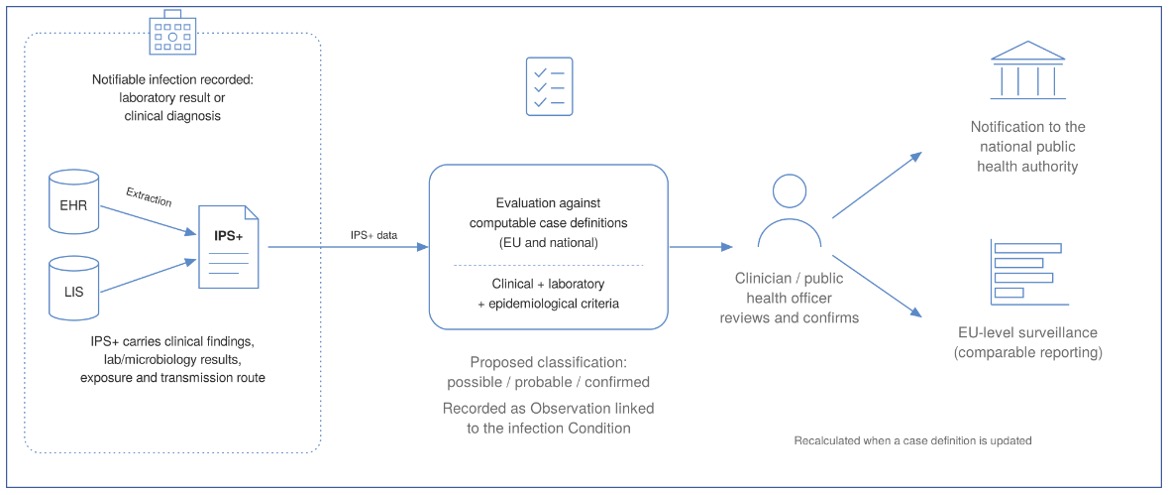 Notifiable infection recorded:
laboratory result or
clinical diagnosis
EHR
Extraction
IPS+
LIS
IPS+ carries clinical findings,
lab/microbiology results,
exposure and transmission route
IPS+ data
Evaluation against
computable case definitions
(EU and national)
Clinical + laboratory
+ epidemiological criteria
Proposed classification:
possible / probable / confirmed
Recorded as Observation linked
to the infection Condition
Clinician / public
health officer
reviews and confirms
Notification to the
national public
health authority
EU-level surveillance
(comparable reporting)
Recalculated when a case definition is updated